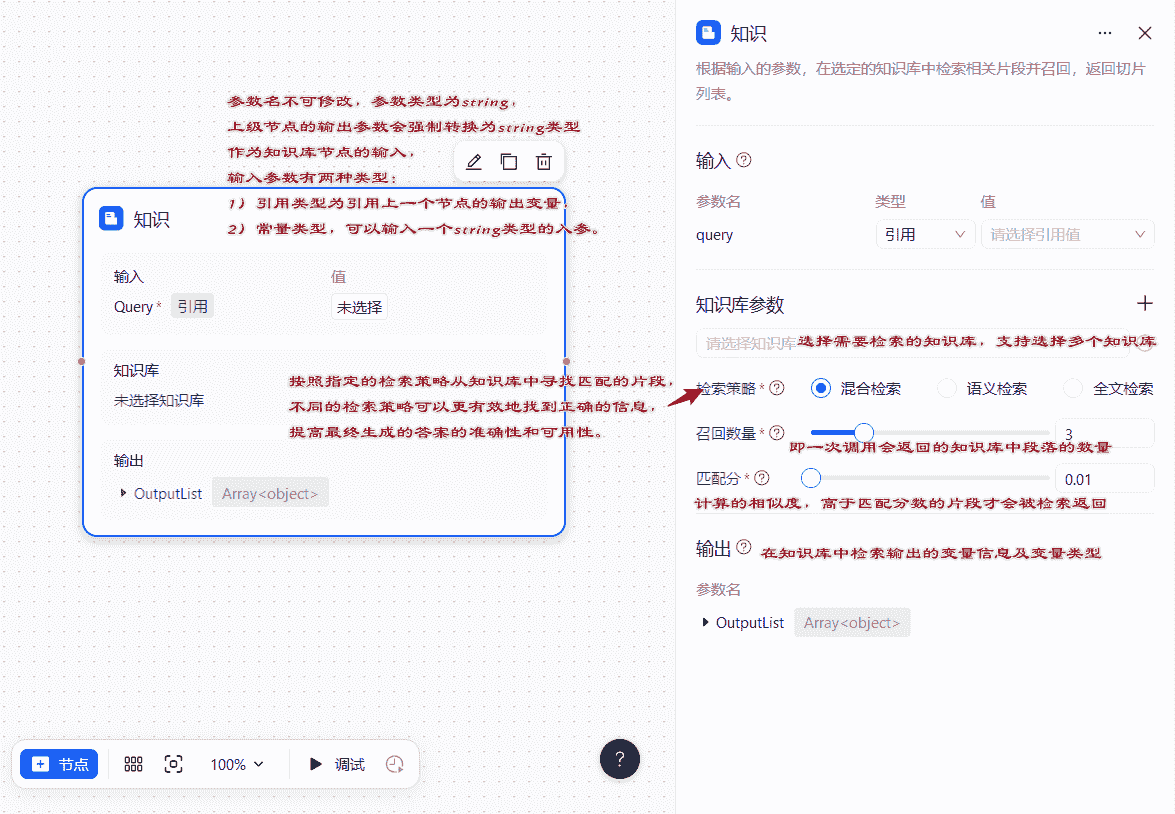 参数名不可修改，参数类型为string，
上级节点的输出参数会强制转换为string类型
作为知识库节点的输入，
输入参数有两种类型：
1）引用类型为引用上一个节点的输出变量；
2）常量类型，可以输入一个string类型的入参。
知识
输入
值
Query* 引用
未选择
知识库
未选择知识库
按照指定的检索策略从知识库中寻找匹配的片段，
不同的检索策略可以更有效地找到正确的信息，
提高最终生成的答案的准确性和可用性。
输出
OutputList Array<object>
节点
100%
调试
?
知识
根据输入的参数，在选定的知识库中检索相关片段并召回，返回切片
列表。
输入 ?
参数名 类型 值
query 引用 请选择引用值
知识库参数
请选择知识库
选择需要检索的知识库，支持选择多个知识库
检索策略* ? 混合检索 语义检索 全文检索
召回数量* ? 3
即一次调用会返回的知识库中段落的数量
匹配分* ? 0.01
计算的相似度，高于匹配分数的片段才会被检索返回
输出 ?
在知识库中检索输出的变量信息及变量类型
参数名
OutputList Array<object>